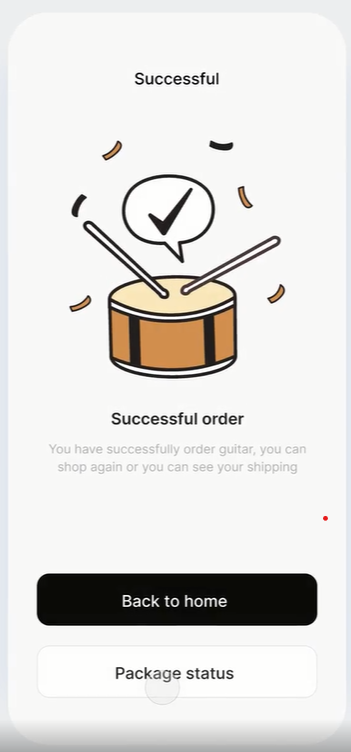 Successful
Successful order
You have successfully order guitar, you can
shop again or you can see your shipping
Back to home
Package status